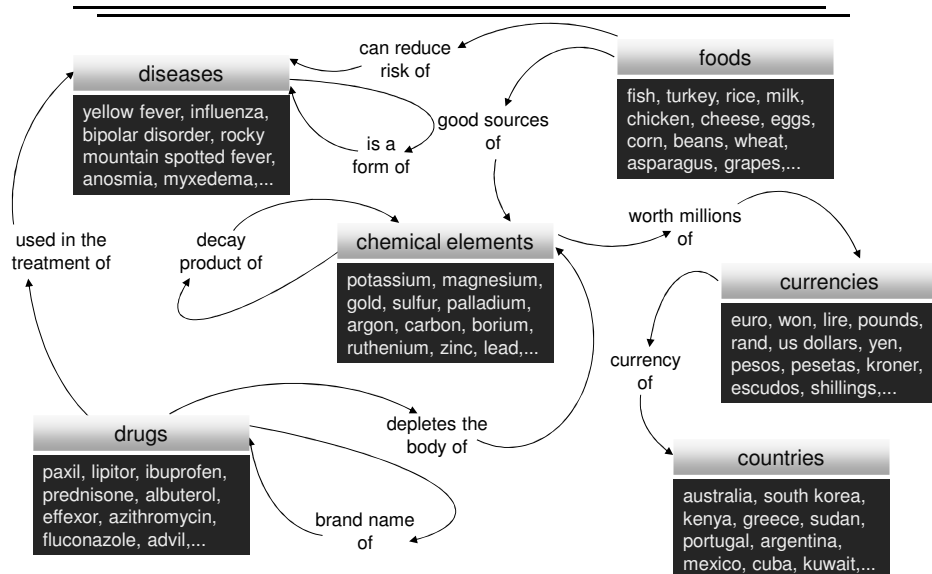 can reduce
risk of
foods
diseases
fish, turkey, rice, milk,
chicken, cheese, eggs,
corn, beans, wheat,
asparagus, grapes,...
yellow fever, influenza,
bipolar disorder, rocky
mountain spotted fever,
anosmia, myxedema,...
is a
form of
good sources
of
used in the
treatment of
decay
product of
chemical elements
potassium, magnesium,
gold, sulfur, palladium,
argon, carbon, borium,
ruthenium, zinc, lead,...
worth millions
of
currencies
euro, won, lire, pounds,
rand, us dollars, yen,
pesos, pesetas, kroner,
escudos, shillings,...
currency
of
drugs
paxil, lipitor, ibuprofen,
prednisone, albuterol,
effexor, azithromycin,
fluconazole, advil,...
depletes the
body of
brand name
of
countries
australia, south korea,
kenya, greece, sudan,
portugal, argentina,
mexico, cuba, kuwait,...